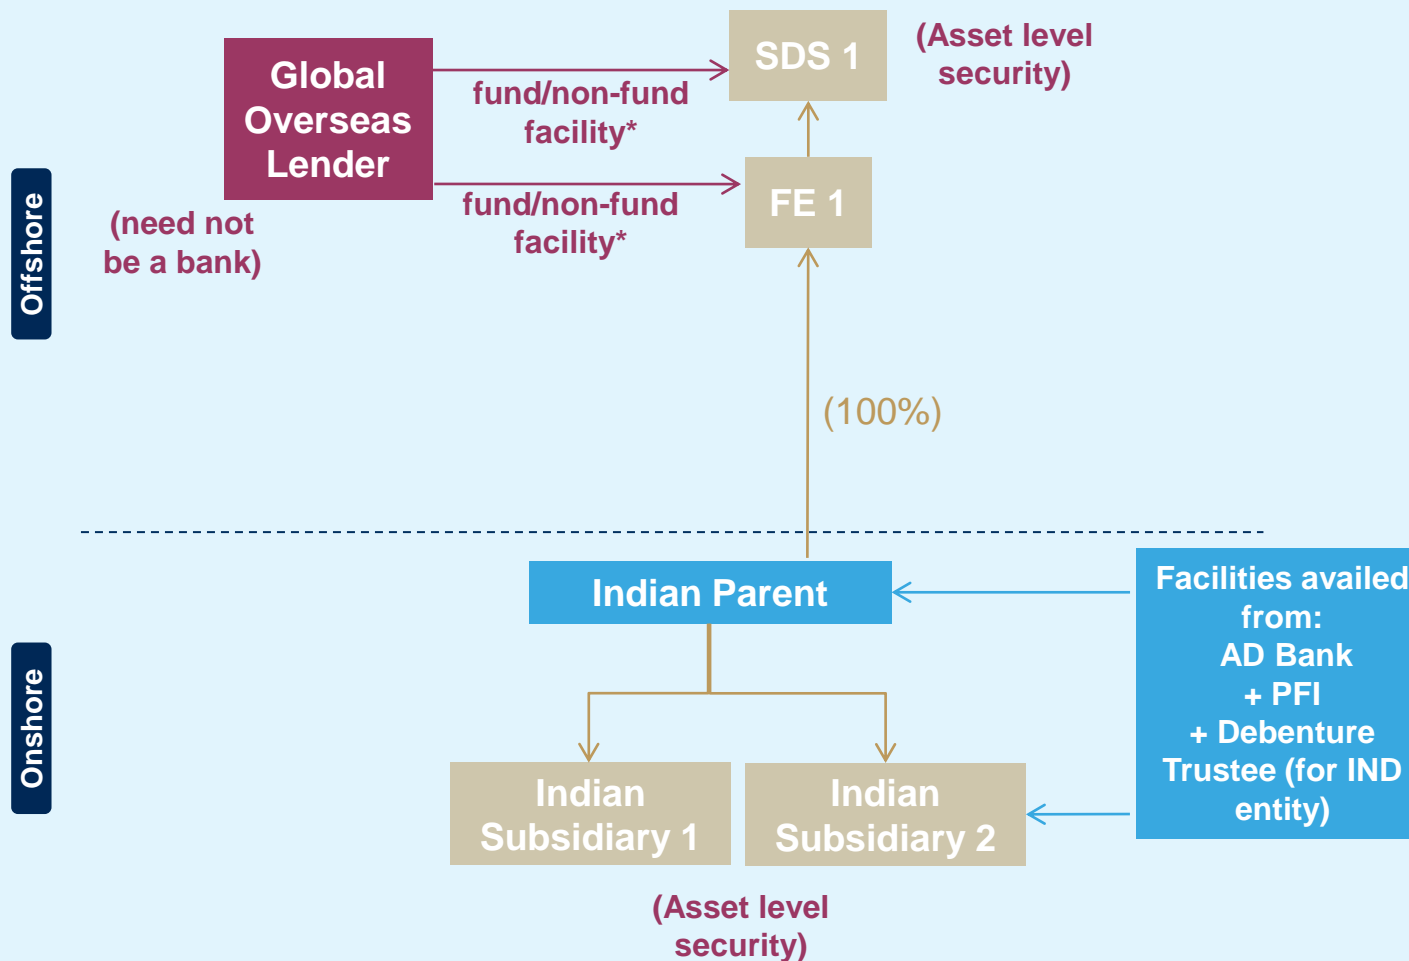 Global
Overseas
Lender
(need not
be a bank)
fund/non-fund
facility*
fund/non-fund
facility*
SDS 1
(Asset level
security)
FE 1
Offshore
(100%)
Indian Parent
Facilities availed
from:
AD Bank
+ PFI
+ Debenture
Trustee (for IND
entity)
Onshore
Indian
Subsidiary 1
Indian
Subsidiary 2
(Asset level
security)